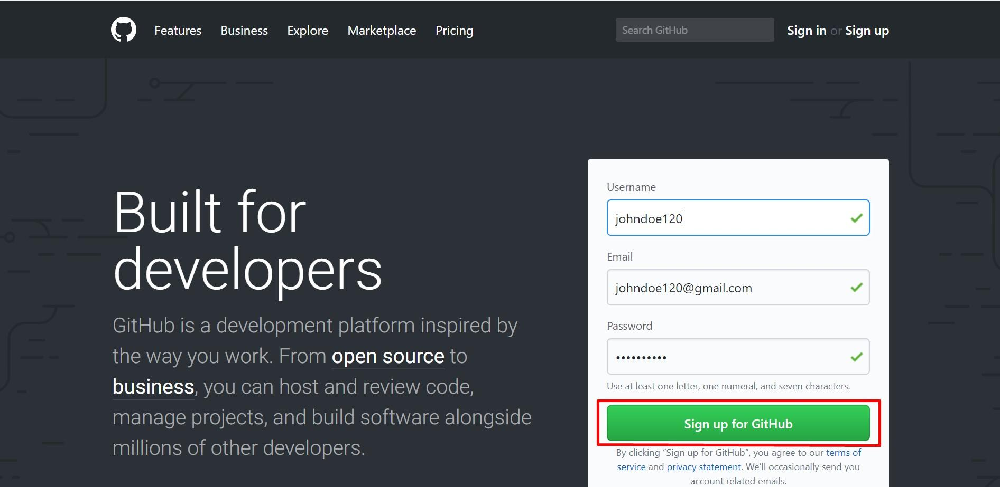 Features Business Explore Marketplace Pricing Search GitHub Sign in or Sign up
Built for
developers
GitHub is a development platform inspired by
the way you work. From open source to
business, you can host and review code,
manage projects, and build software alongside
millions of other developers.
Username
johndoe120
Email
johndoe120@gmail.com
Password
••••••••••
Use at least one letter, one numeral, and seven characters.
Sign up for GitHub
By clicking “Sign up for GitHub”, you agree to our terms of
service and privacy statement. We’ll occasionally send you
account related emails.